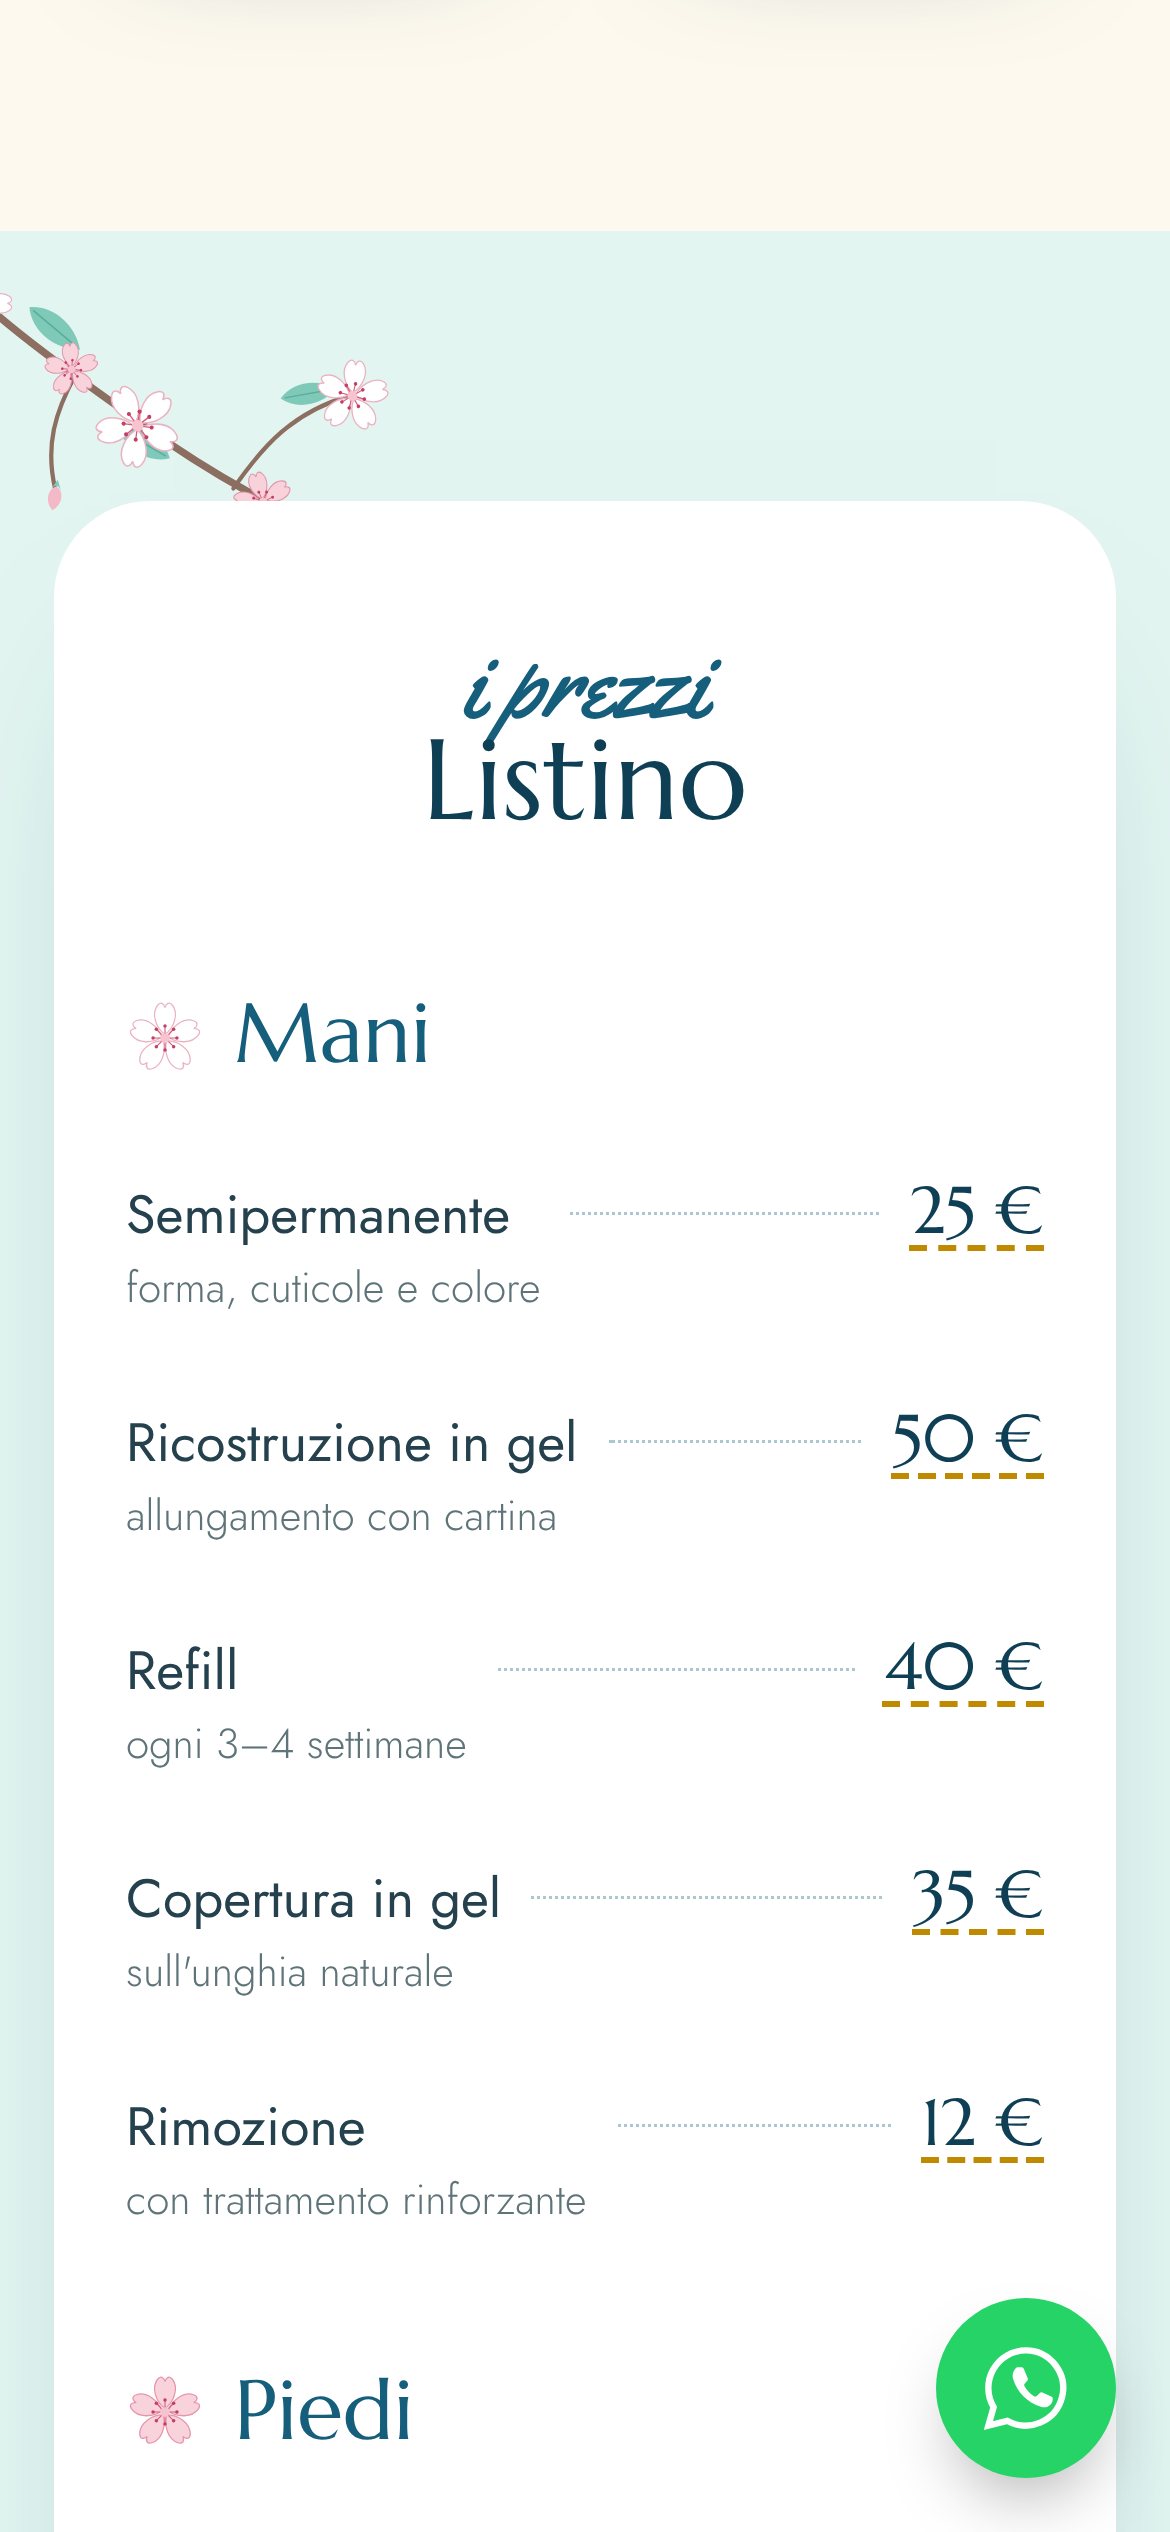 i prezzi
Listino
Mani
Semipermanente 25 €
forma, cuticole e colore
Ricostruzione in gel 50 €
allungamento con cartina
Refill 40 €
ogni 3–4 settimane
Copertura in gel 35 €
sull'unghia naturale
Rimozione 12 €
con trattamento rinforzante
Piedi